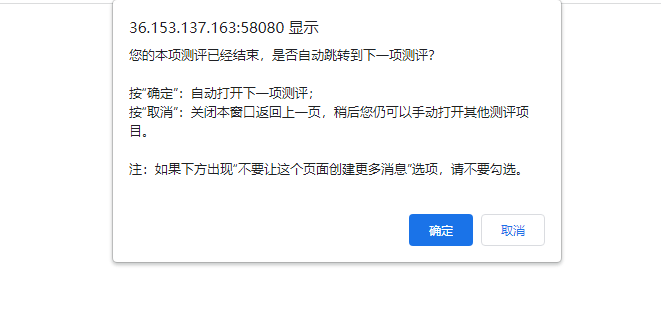 36.153.137.163:58080 显示
您的本项测评已经结束，是否自动跳转到下一项测评?
按“确定”：自动打开下一项测评；
按“取消”：关闭本窗口返回上一页，稍后您仍可以手动打开其他测评项
目。
注：如果下方出现“不要让这个页面创建更多消息”选项，请不要勾选。
确定
取消